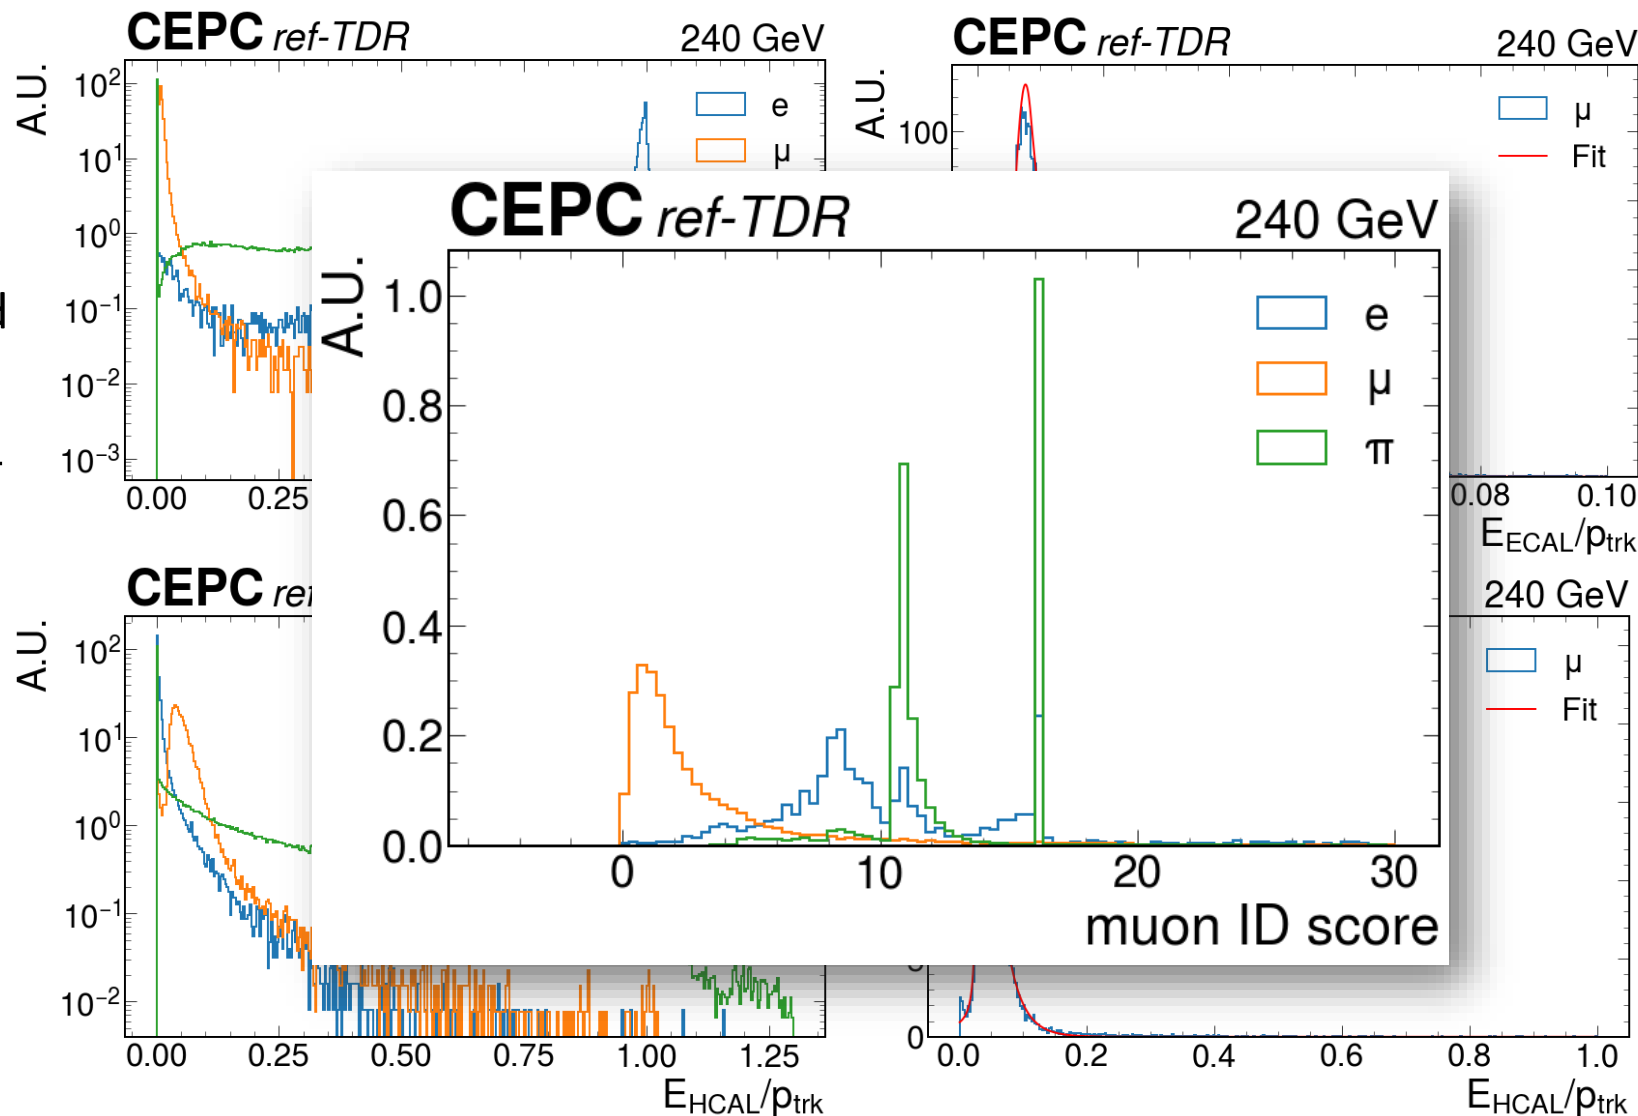 CEPC ref-TDR 240 GeV
A.U.
10²
10¹
10⁰
10⁻¹
10⁻²
10⁻³
e
μ
0.00 0.25
CEPC ref-TDR 240 GeV
A.U.
100
μ
Fit
0.08 0.10
E_ECAL/p_trk
CEPC ref-TDR 240 GeV
A.U.
1.0
0.8
0.6
0.4
0.2
0.0
e
μ
π
0 10 20 30
muon ID score
CEPC ref
A.U.
10²
10¹
10⁰
10⁻¹
10⁻²
0.00 0.25 0.50 0.75 1.00 1.25
E_HCAL/p_trk
240 GeV
μ
Fit
0
0.0 0.2 0.4 0.6 0.8 1.0
E_HCAL/p_trk